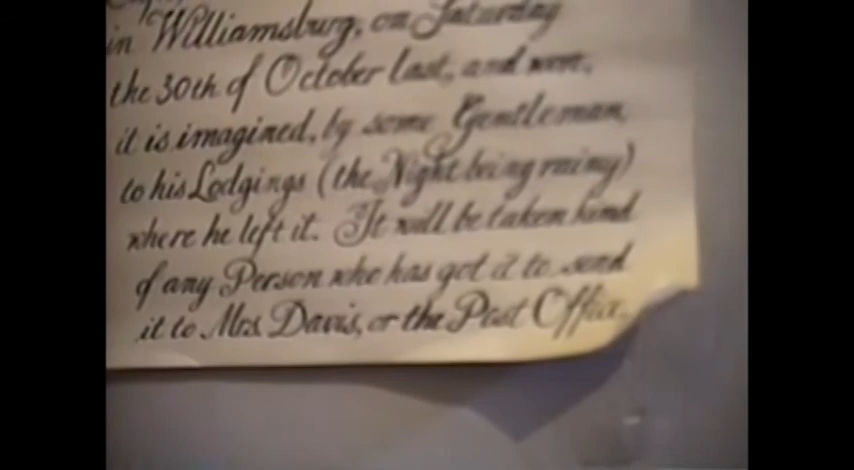 in Williamsburg, on Saturday
the 30th of October last, and wore,
it is imagined, by some Gentleman
to his Lodgings (the Night being rainy)
where he left it. It will be taken kind
of any Person who has got it to send
it to Mrs. Davis, or the Post Office.